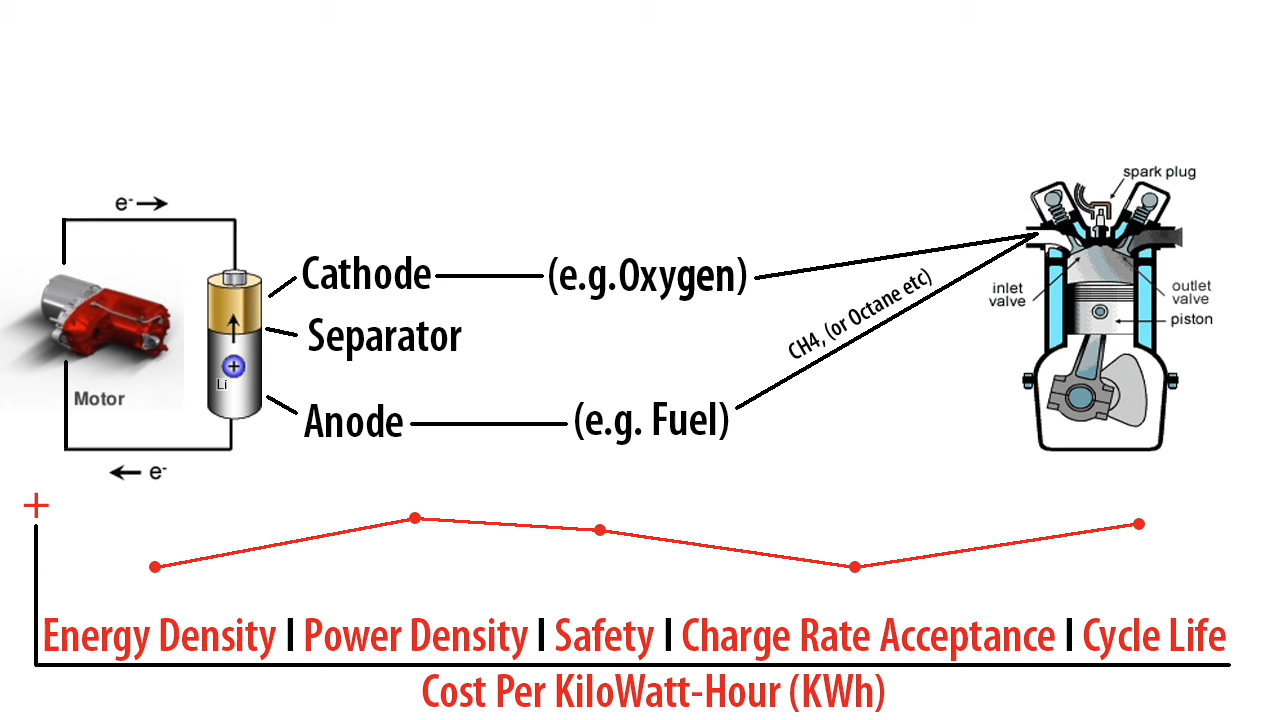 spark plug
e- →
Cathode (e.g.Oxygen)
CH4, (or Octane etc)
inlet valve
outlet valve
piston
Separator
+
Li
Motor
Anode (e.g. Fuel)
← e-
+
Energy Density | Power Density | Safety | Charge Rate Acceptance | Cycle Life
Cost Per KiloWatt-Hour (KWh)